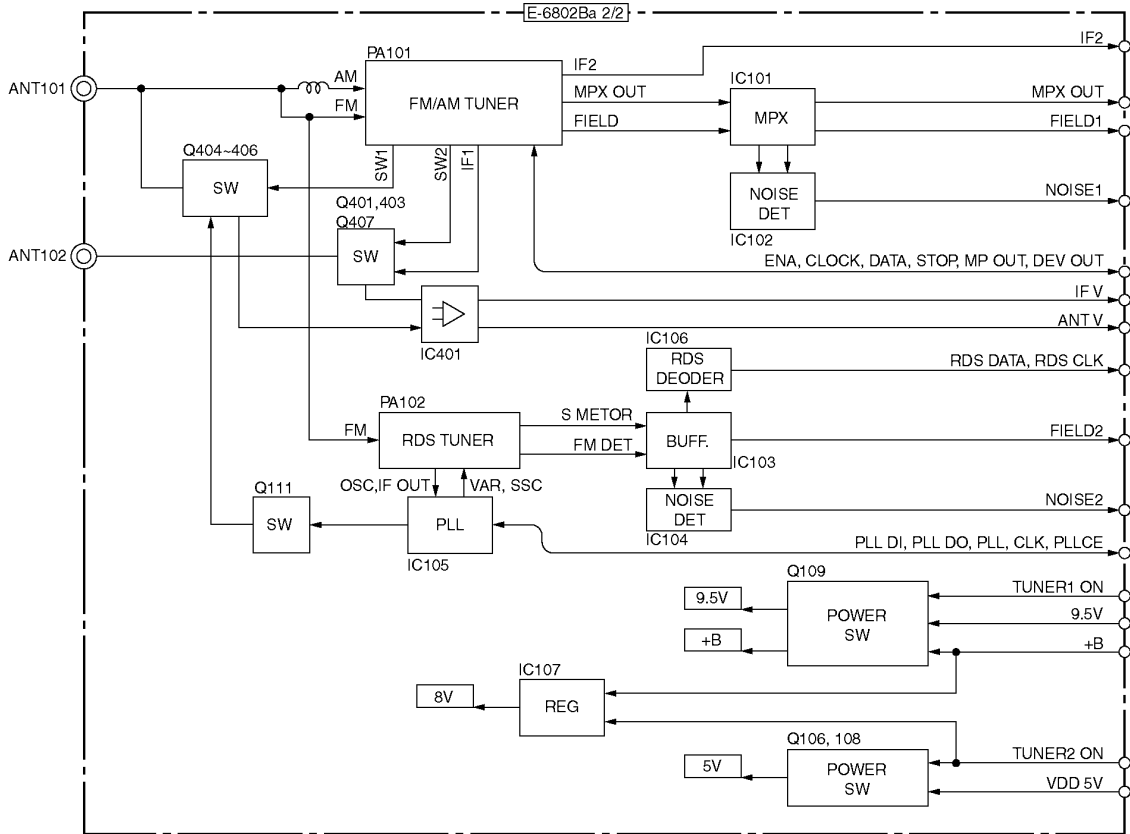 E-6802Ba 2/2
PA101
IF2
IF2
ANT101
AM
FM/AM TUNER
MPX OUT
IC101
MPX OUT
FM
FIELD
MPX
FIELD1
Q404~406
SW1
SW2
IF1
SW
NOISE
DET
NOISE1
Q401,403
Q407
IC102
ANT102
SW
ENA, CLOCK, DATA, STOP, MP OUT, DEV OUT
IF V
ANT V
IC401
IC106
RDS
DEODER
RDS DATA, RDS CLK
PA102
S METOR
FM
RDS TUNER
FM DET
BUFF.
FIELD2
IC103
OSC,IF OUT
VAR, SSC
Q111
NOISE
DET
NOISE2
SW
PLL
IC104
PLL DI, PLL DO, PLL, CLK, PLLCE
IC105
Q109
TUNER1 ON
9.5V
POWER
SW
9.5V
+B
+B
IC107
8V
REG
Q106, 108
TUNER2 ON
5V
POWER
SW
VDD 5V